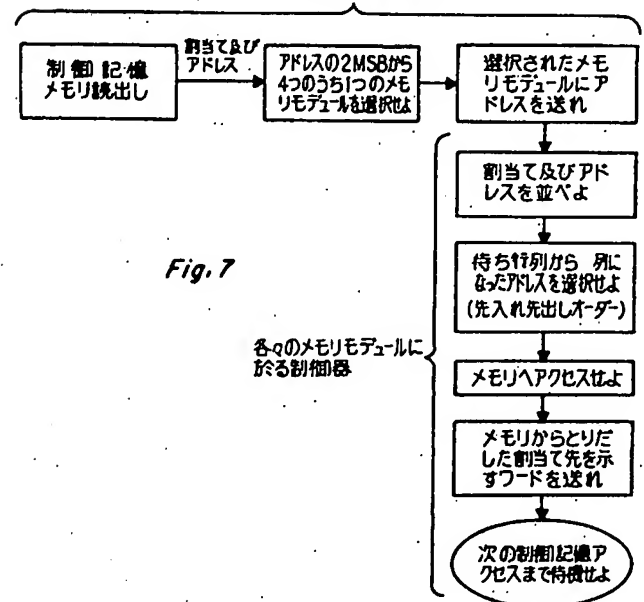 制御記憶
メモリ読出し
割当て及び
アドレス
アドレスの2MSBから
4つのうち1つのメモ
リモデュールを選択せよ
選択されたメモ
リモデュールにア
ドレスを送れ
割当て及びアド
レスを並べよ
Fig. 7
待ち行列から 列に
なったアドレスを選択せよ
(先入れ先出しオーダー)
各々のメモリモデュールに
於る制御器
メモリへアクセスせよ
メモリからとりだ
した割当て先を示
すワードを送れ
次の制御記憶ア
クセスまで待機せよ